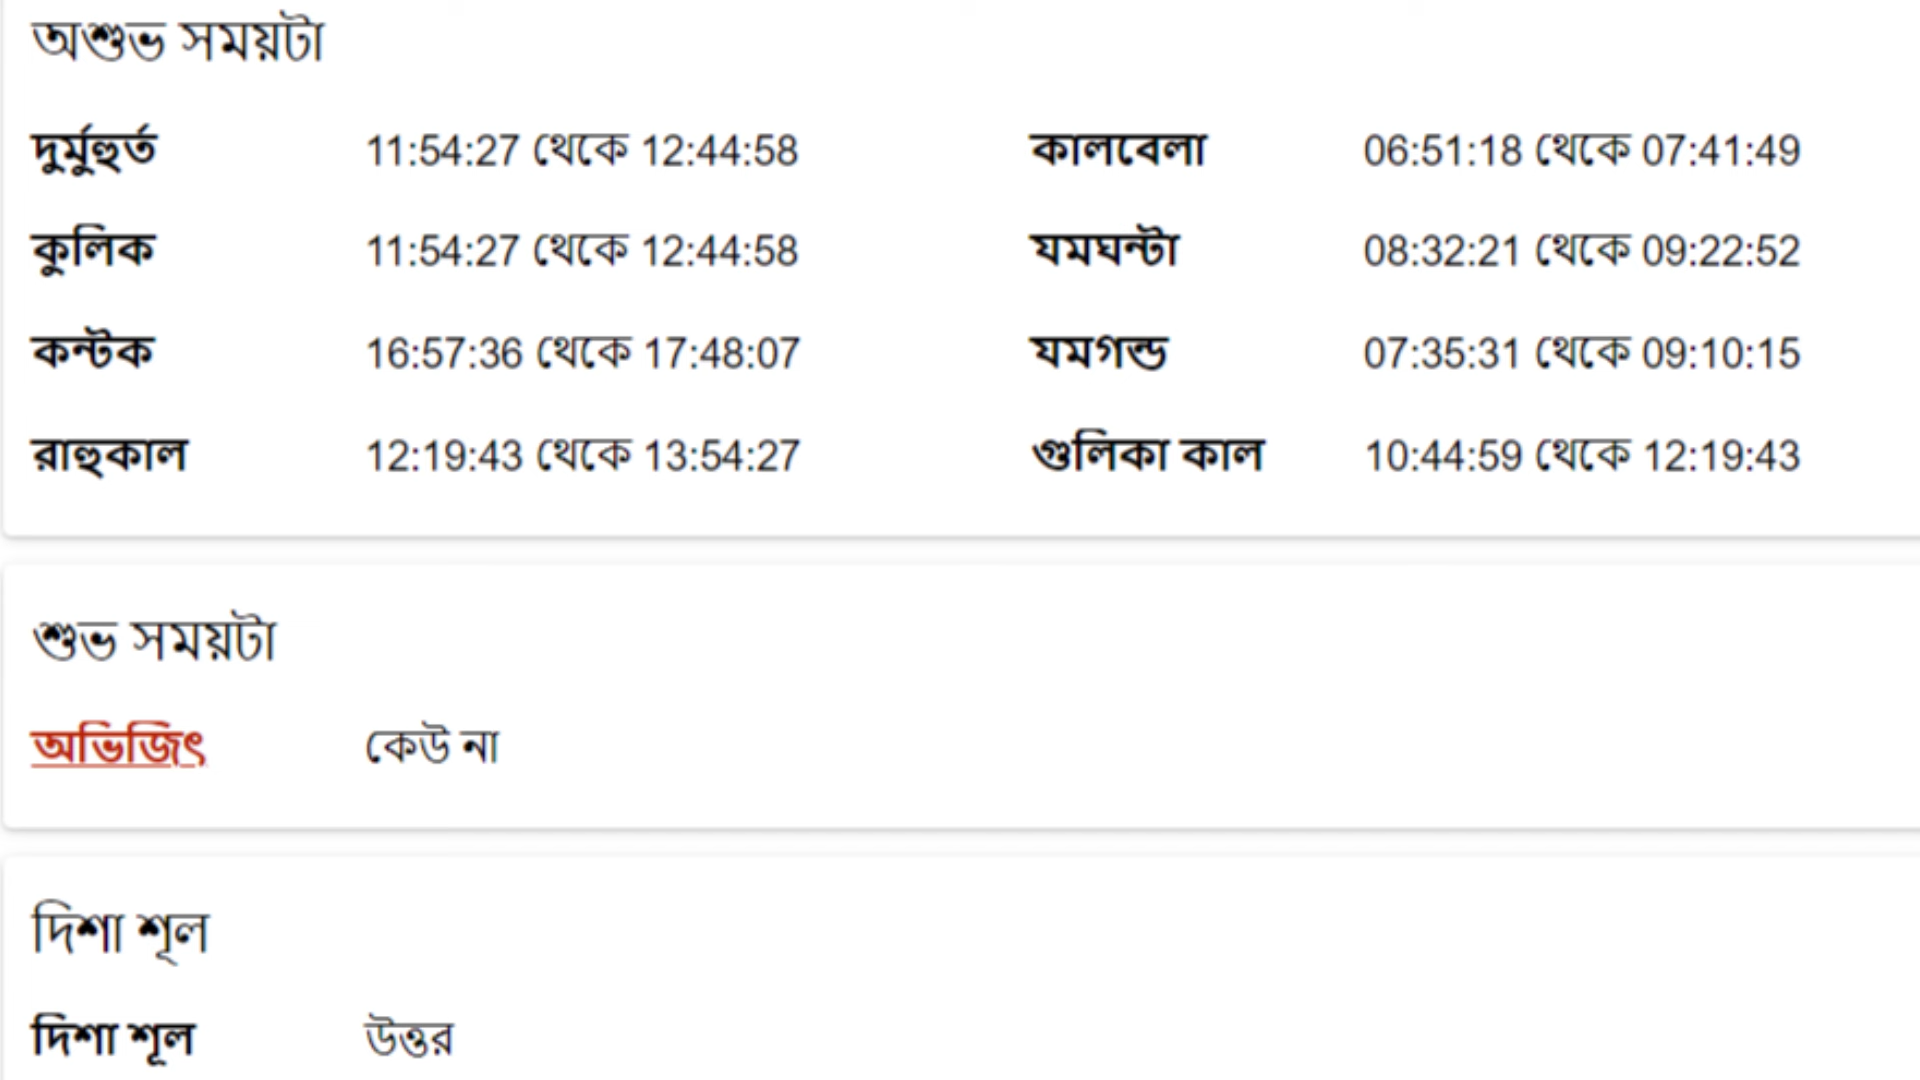 অশুভ সময়টা
দুর্মুহুর্ত 11:54:27 থেকে 12:44:58 কালবেলা 06:51:18 থেকে 07:41:49
কুলিক 11:54:27 থেকে 12:44:58 যমঘন্টা 08:32:21 থেকে 09:22:52
কন্টক 16:57:36 থেকে 17:48:07 যমগন্ড 07:35:31 থেকে 09:10:15
রাহুকাল 12:19:43 থেকে 13:54:27 গুলিকা কাল 10:44:59 থেকে 12:19:43
শুভ সময়টা
অভিজিৎ কেউ না
দিশা শূল
দিশা শূল উত্তর